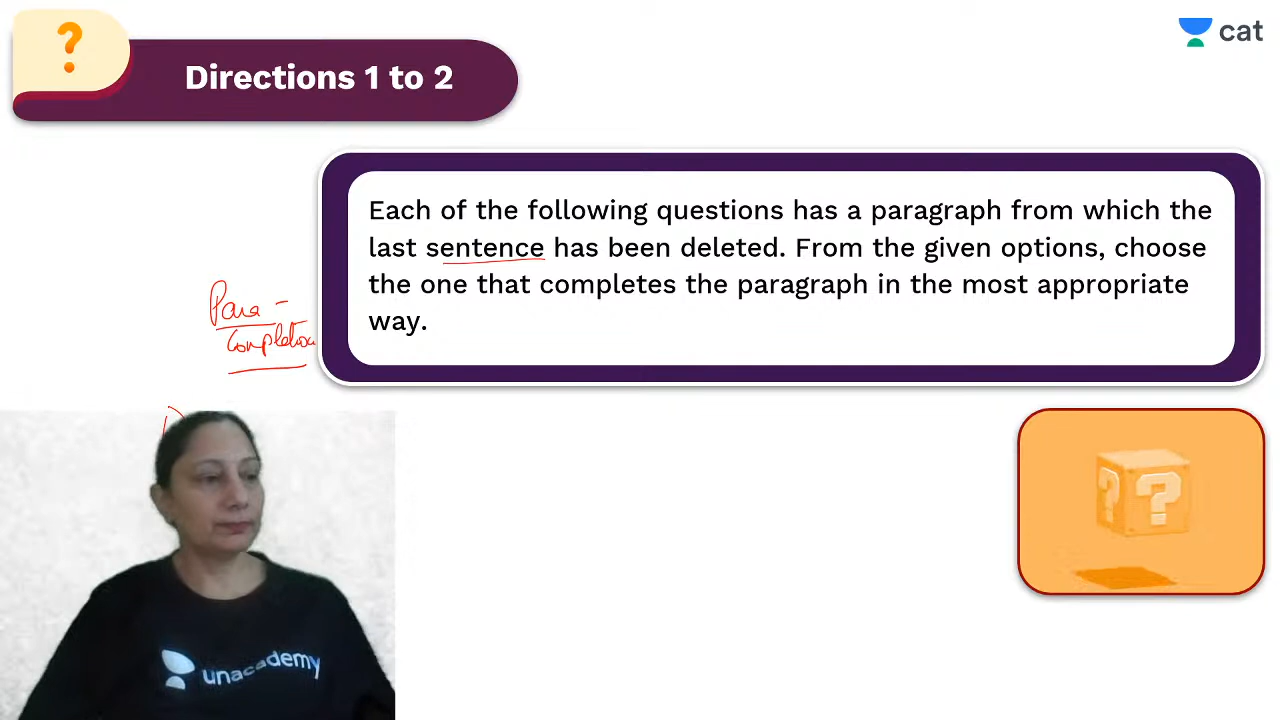 ?
Directions 1 to 2
cat
Each of the following questions has a paragraph from which the
last sentence has been deleted. From the given options, choose
the one that completes the paragraph in the most appropriate
way.
Para -
Completion
? ?
unacademy